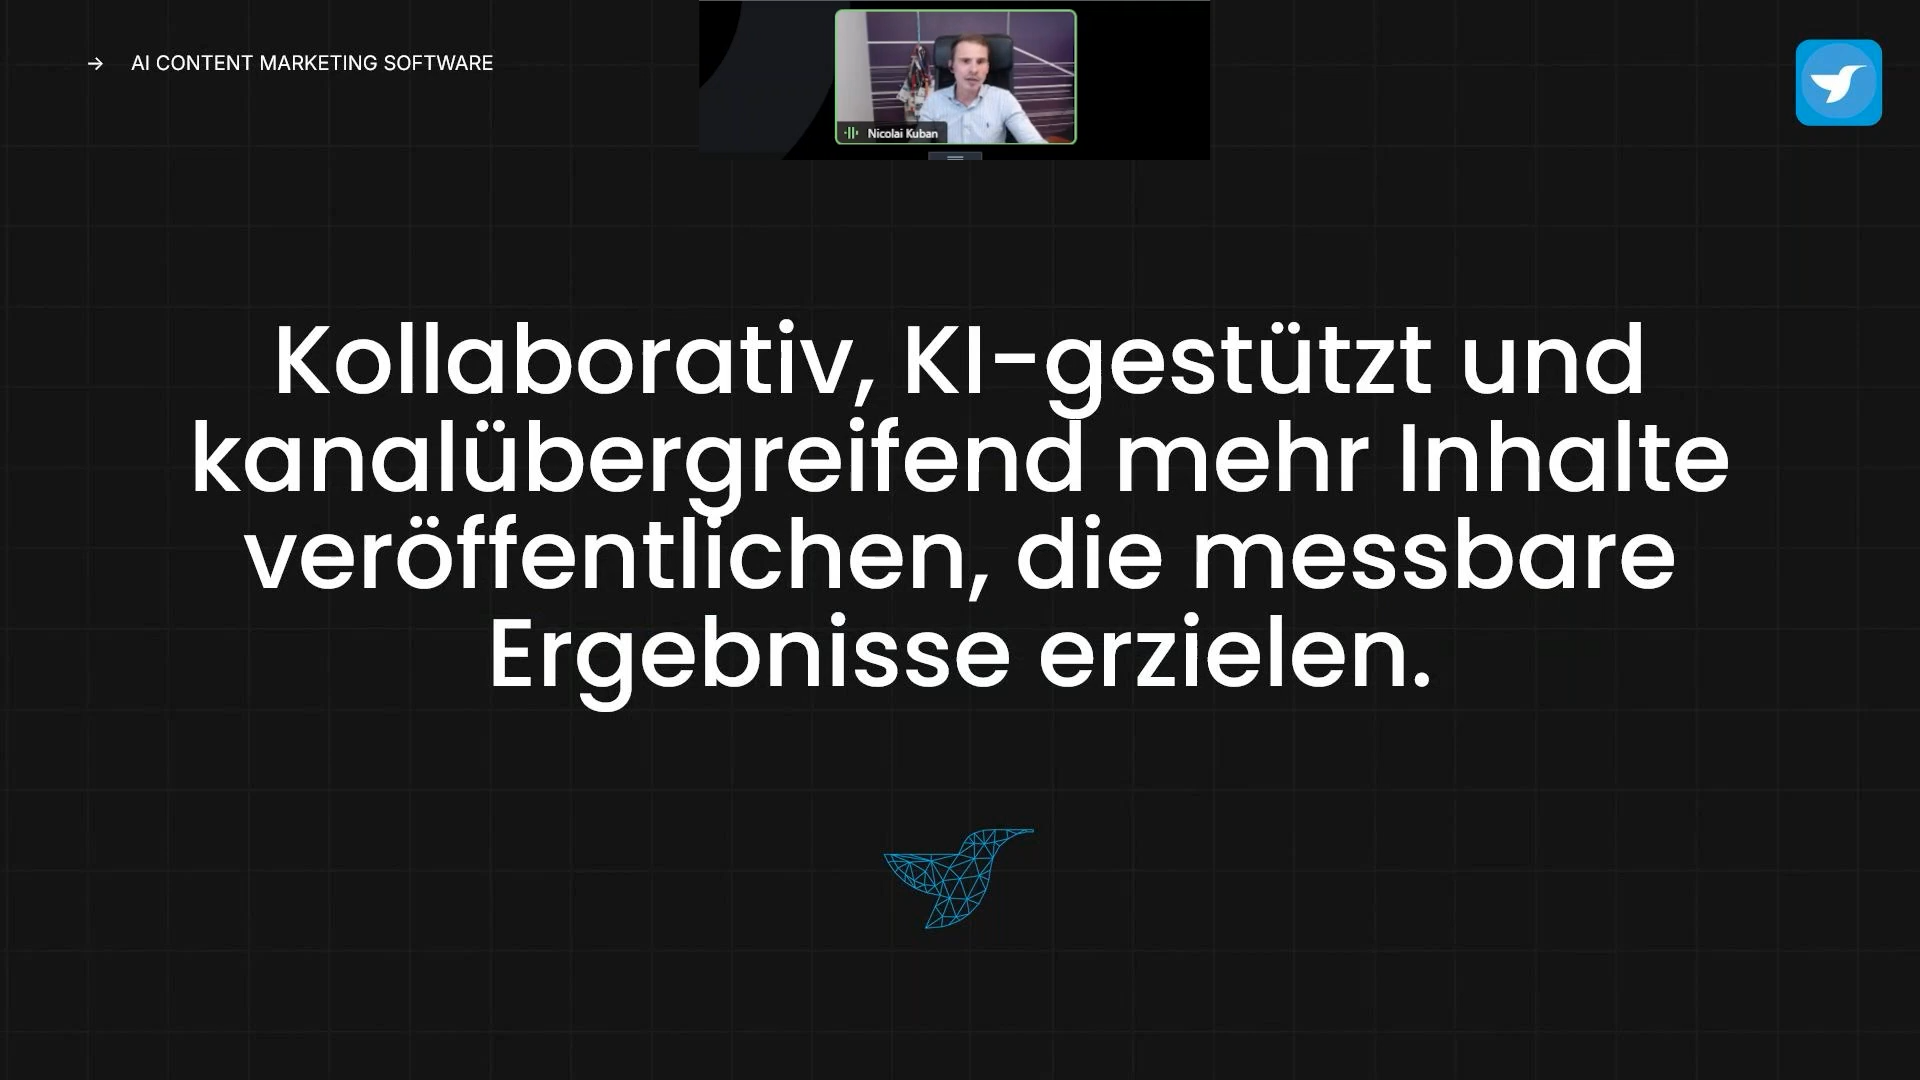 → AI CONTENT MARKETING SOFTWARE
Nicolai Kuban
Kollaborativ, KI-gestützt und
kanalübergreifend mehr Inhalte
veröffentlichen, die messbare
Ergebnisse erzielen.